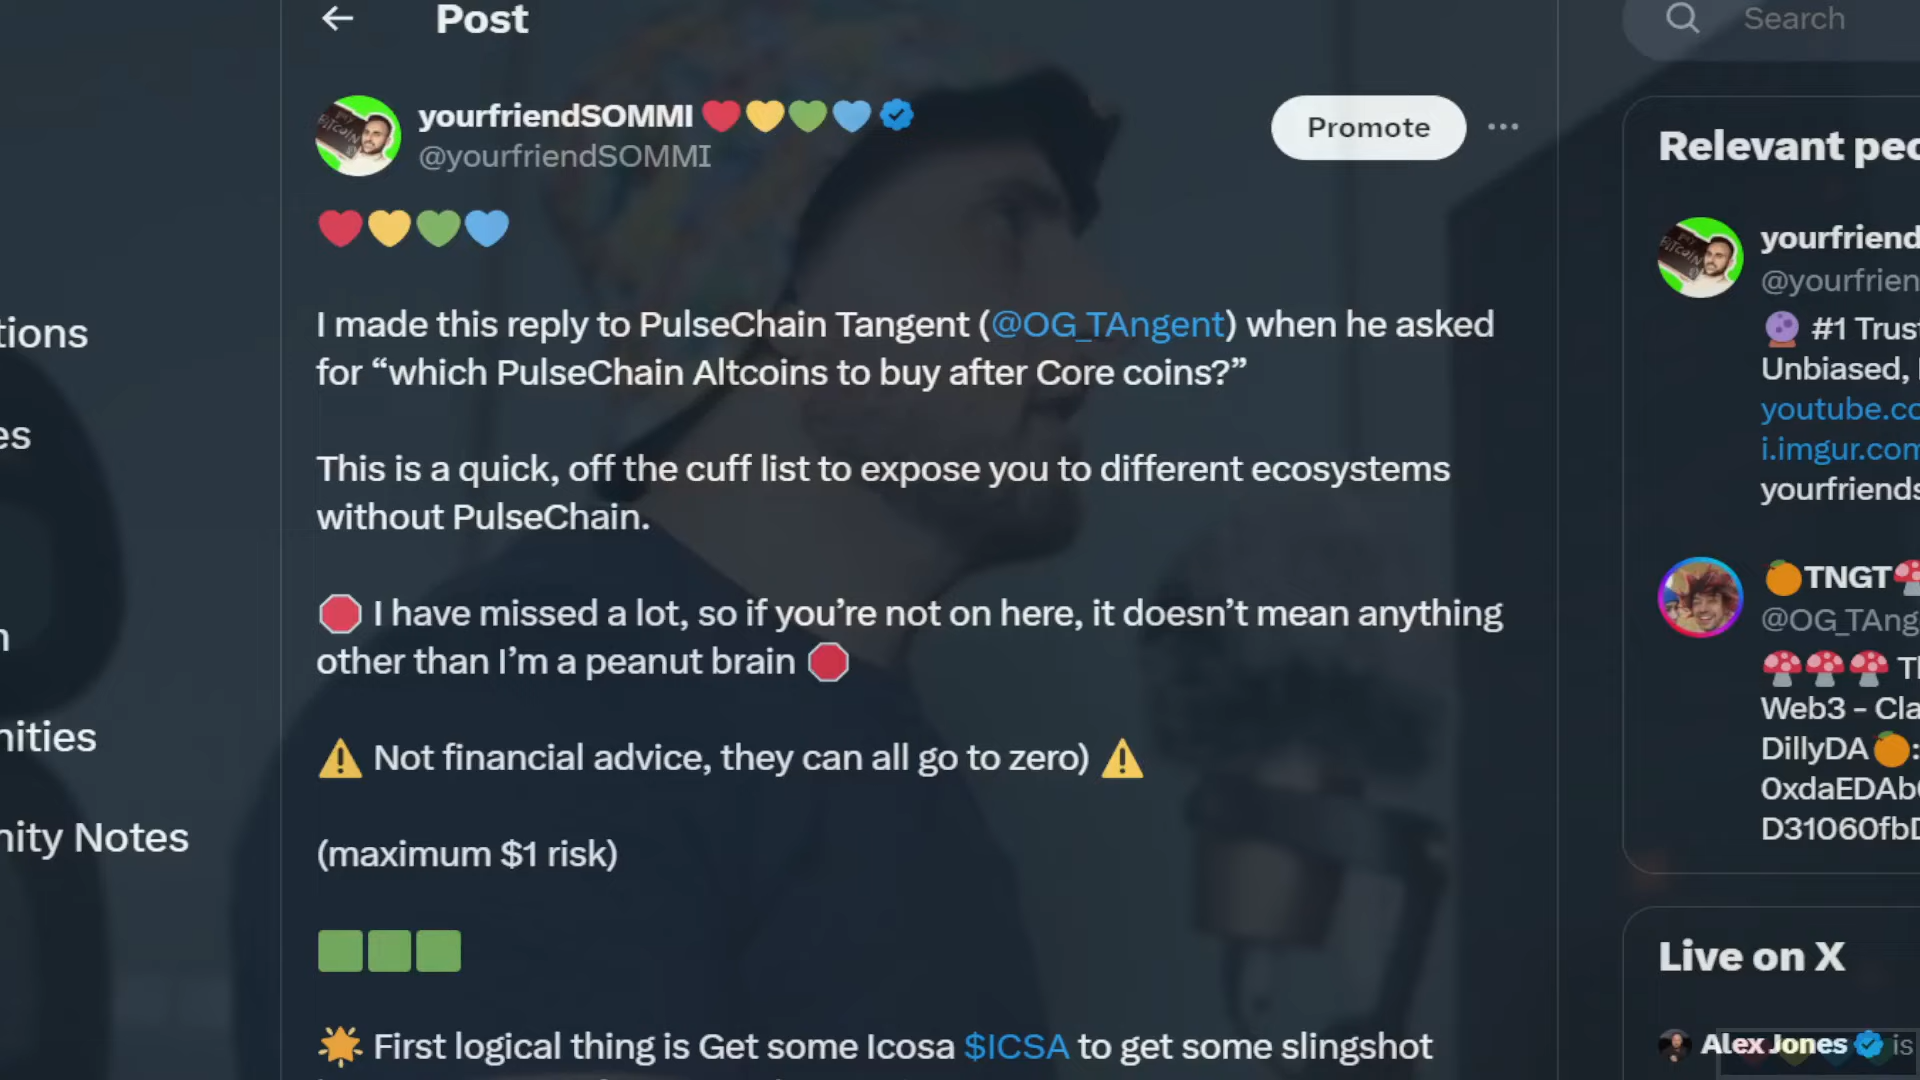 Post
Search
yourfriendSOMMI
@yourfriendSOMMI
Promote
Relevant peo
I made this reply to PulseChain Tangent (@OG_TAngent) when he asked
for “which PulseChain Altcoins to buy after Core coins?”
This is a quick, off the cuff list to expose you to different ecosystems
without PulseChain.
I have missed a lot, so if you’re not on here, it doesn’t mean anything
other than I’m a peanut brain
Not financial advice, they can all go to zero)
(maximum $1 risk)
First logical thing is Get some Icosa $ICSA to get some slingshot
tions
es
nities
nity Notes
yourfriend
@yourfrien
#1 Trust
Unbiased,
youtube.co
i.imgur.com
yourfriends
TNGT
@OG_TAng
Th
Web3 - Cla
DillyDA :
0xdaEDAb
D31060fb
Live on X
Alex Jones is